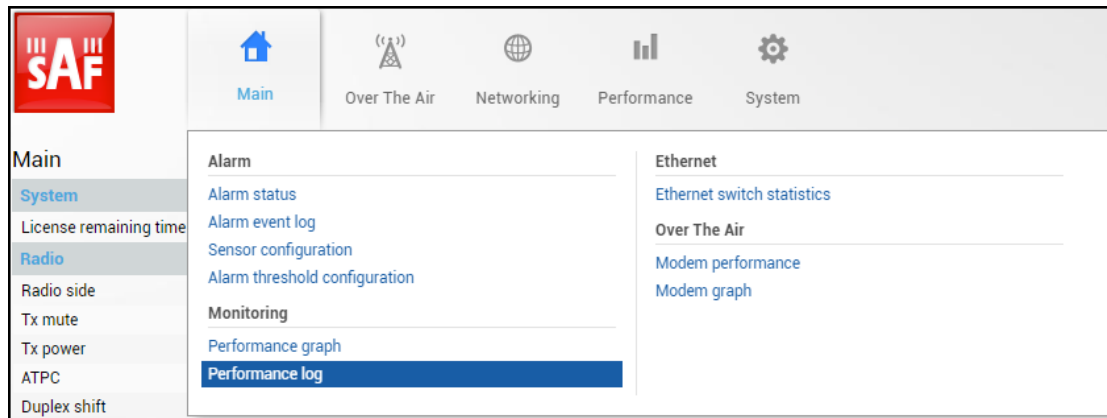 SAF
Main
Over The Air
Networking
Performance
System
Main
System
License remaining time
Radio
Radio side
Tx mute
Tx power
ATPC
Duplex shift
Alarm
Alarm status
Alarm event log
Sensor configuration
Alarm threshold configuration
Monitoring
Performance graph
Performance log
Ethernet
Ethernet switch statistics
Over The Air
Modem performance
Modem graph